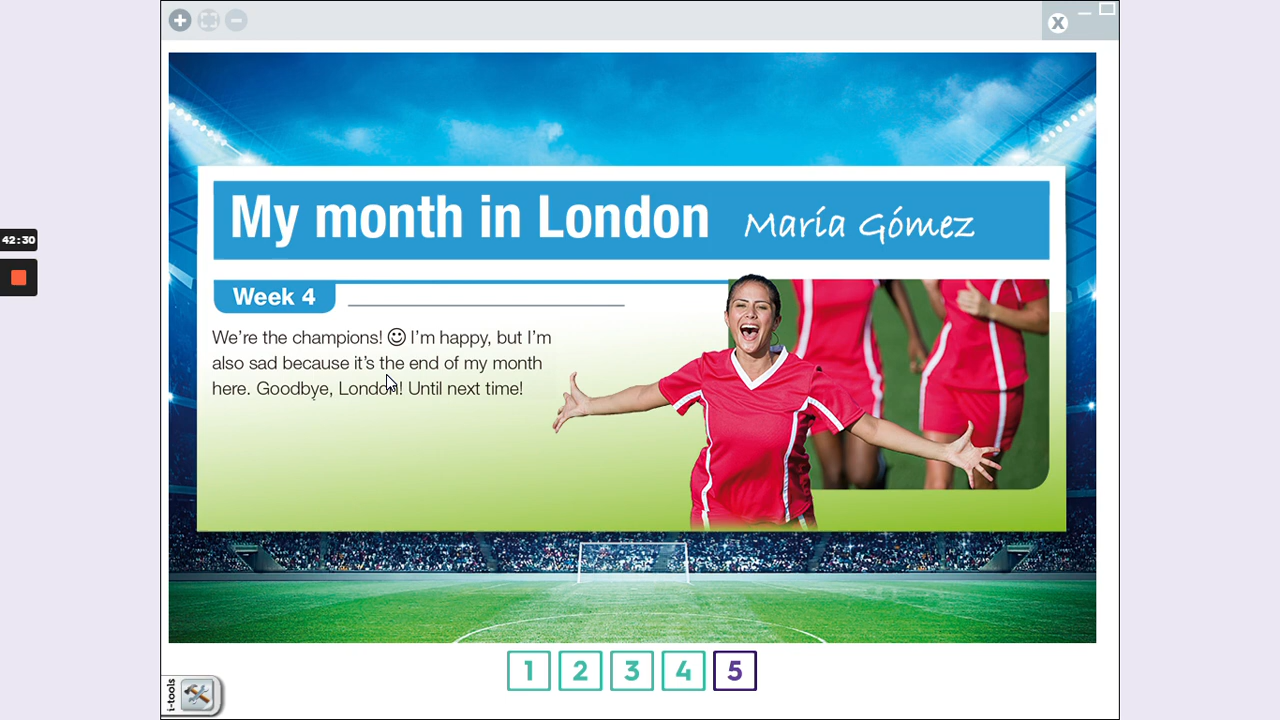 42:30
My month in London María Gómez
Week 4
We're the champions! ☺ I'm happy, but I'm
also sad because it's the end of my month
here. Goodbye, London! Until next time!
1 2 3 4 5
i-tools